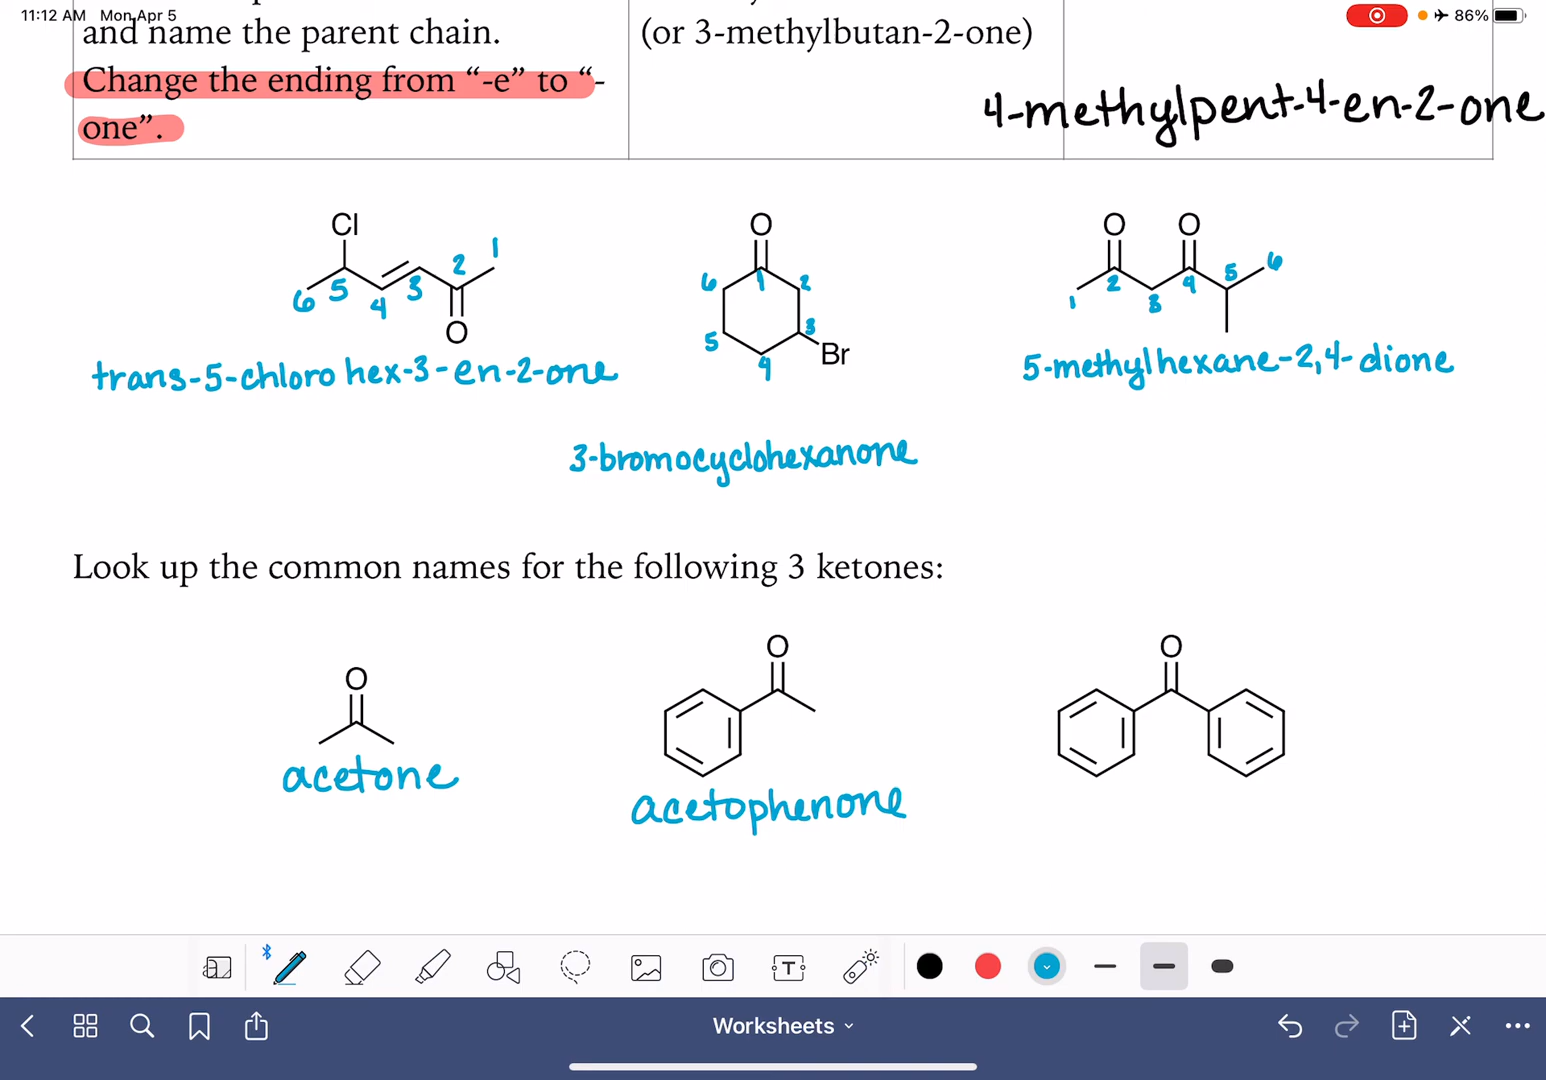 11:12 AM Mon Apr 5
86%
and name the parent chain.
Change the ending from “-e” to “-
one”.
(or 3-methylbutan-2-one)
4-methylpent-4-en-2-one
Cl
1
2
3
4
5
6
O
trans-5-chlorohex-3-en-2-one
O
1
2
3
4
5
6
Br
3-bromocyclohexanone
O O
1
2
3
4
5
6
5-methylhexane-2,4-dione
Look up the common names for the following 3 ketones:
O
acetone
O
acetophenone
O
T
Worksheets